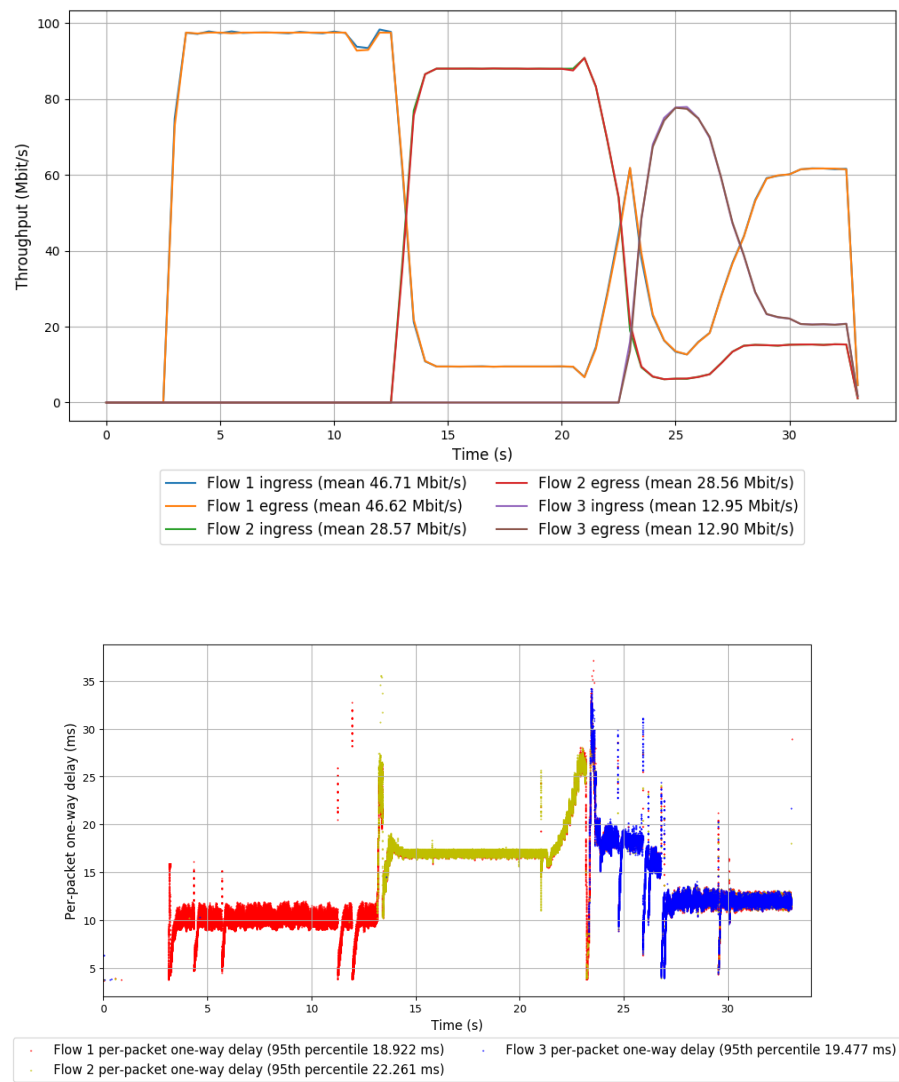 100
80
60
40
20
0
Throughput (Mbit/s)
0 5 10 15 20 25 30
Time (s)
Flow 1 ingress (mean 46.71 Mbit/s)
Flow 1 egress (mean 46.62 Mbit/s)
Flow 2 ingress (mean 28.57 Mbit/s)
Flow 2 egress (mean 28.56 Mbit/s)
Flow 3 ingress (mean 12.95 Mbit/s)
Flow 3 egress (mean 12.90 Mbit/s)
35
30
25
20
15
10
5
Per-packet one-way delay (ms)
0 5 10 15 20 25 30
Time (s)
Flow 1 per-packet one-way delay (95th percentile 18.922 ms)
Flow 2 per-packet one-way delay (95th percentile 22.261 ms)
Flow 3 per-packet one-way delay (95th percentile 19.477 ms)